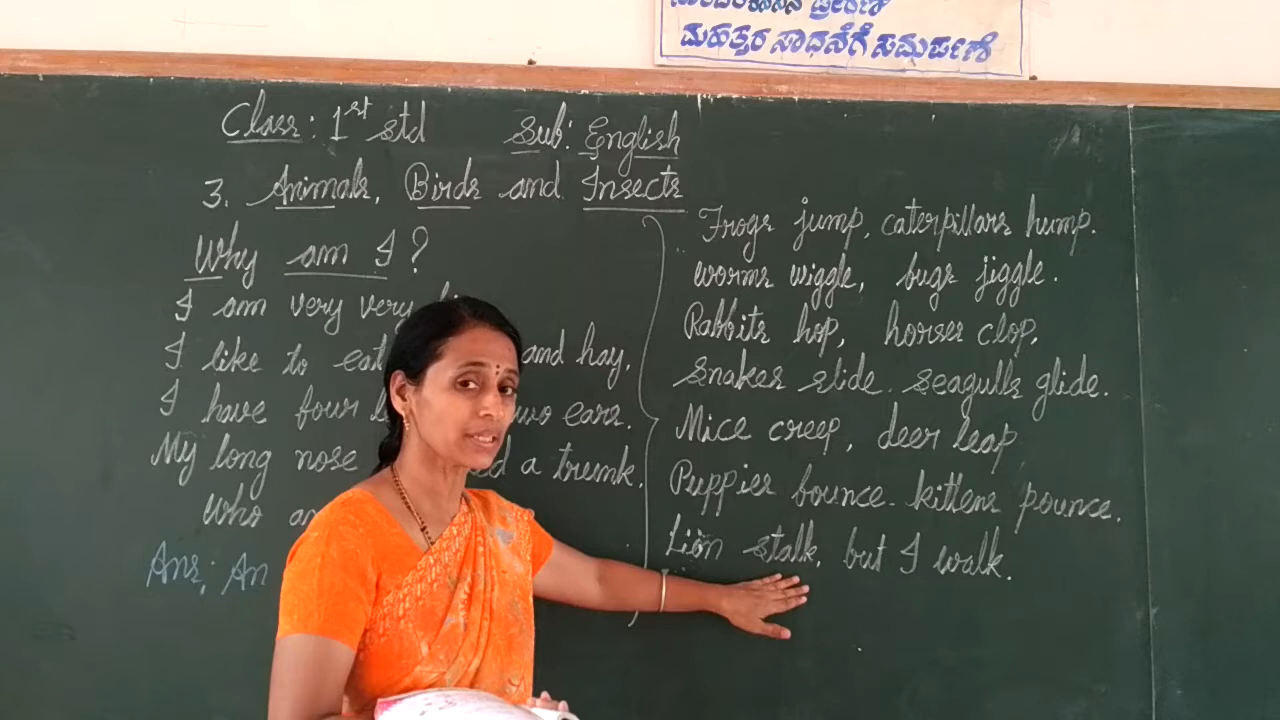 ಮಹತ್ತರ ಸಾಧನೆಗೆ ಸಮರ್ಪಣೆ
Class: 1st std Sub: English
3. Animals, Birds and Insects
Why am I?
I am very very
I like to eat and hay.
I have four two ears.
My long nose a trunk.
who
Ans: An
Frogs jump, caterpillars hump.
worms wiggle, bugs jiggle.
Rabbits hop, horses clop.
Snakes slide. Seagulls glide.
Mice creep, deer leap
Puppies bounce. kittens pounce.
Lion stalk, but I walk.